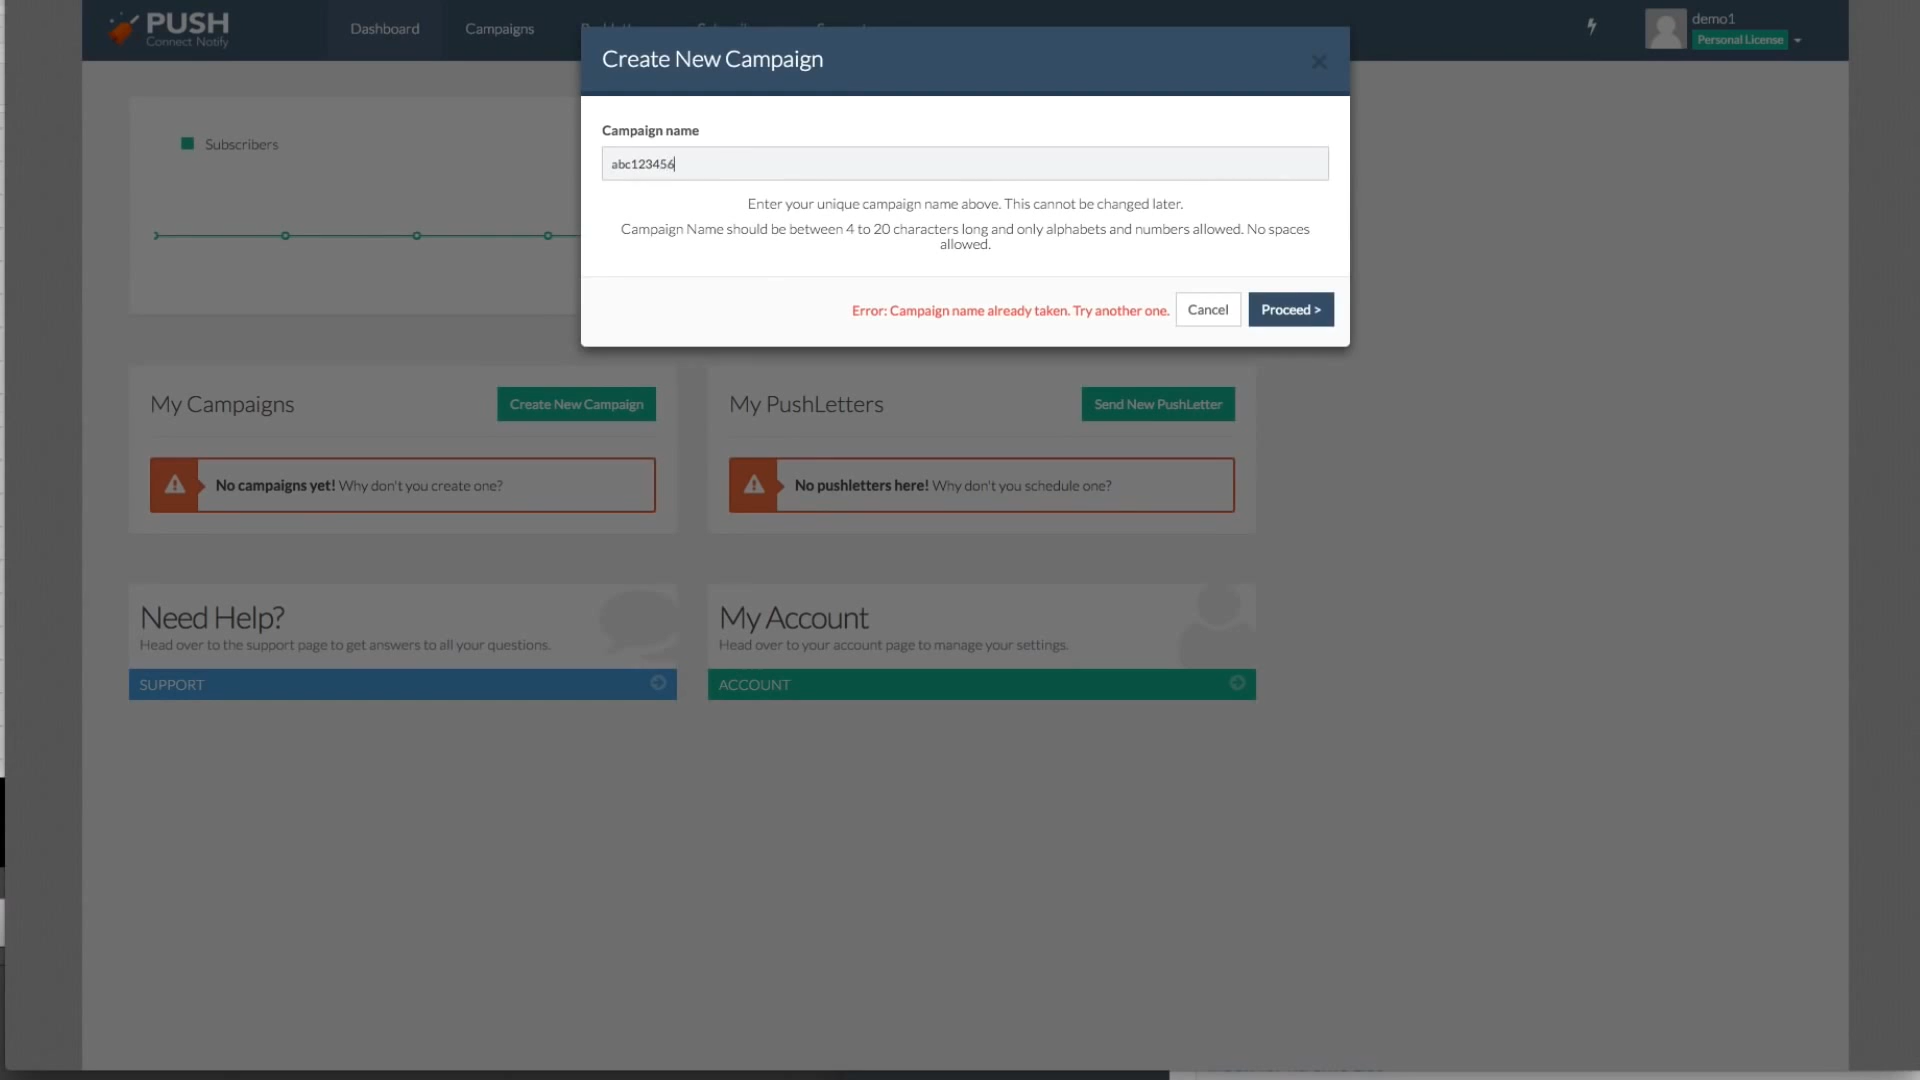 PUSH
Connect Notify
Dashboard
Campaigns
demo1
Personal License
Create New Campaign
Campaign name
abc123456
Enter your unique campaign name above. This cannot be changed later.
Campaign Name should be between 4 to 20 characters long and only alphabets and numbers allowed. No spaces
allowed.
Error: Campaign name already taken. Try another one.
Cancel
Proceed >
Subscribers
My Campaigns
Create New Campaign
No campaigns yet! Why don't you create one?
My PushLetters
Send New PushLetter
No pushletters here! Why don't you schedule one?
Need Help?
Head over to the support page to get answers to all your questions.
SUPPORT
My Account
Head over to your account page to manage your settings.
ACCOUNT